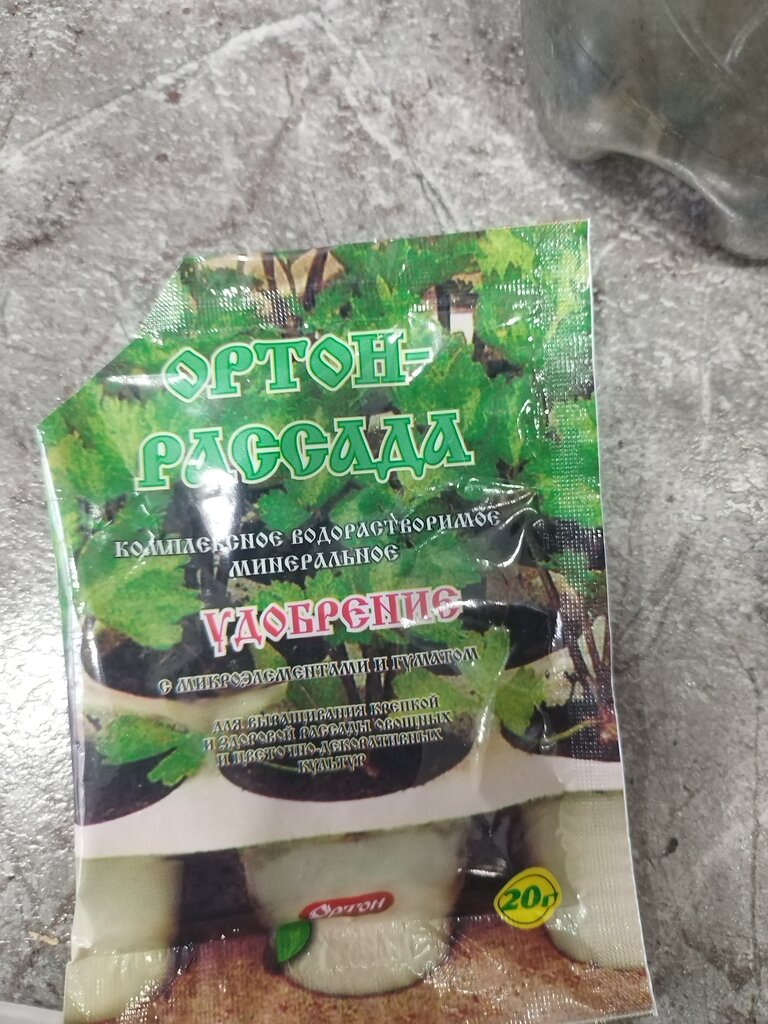 ОРТОН-
РАССАДА
КОМПЛЕКСНОЕ ВОДОРАСТВОРИМОЕ
МИНЕРАЛЬНОЕ
УДОБРЕНИЕ
С МИКРОЭЛЕМЕНТАМИ И ГУМАТОМ
ДЛЯ ВЫРАЩИВАНИЯ КРЕПКОЙ
И ЗДОРОВОЙ РАССАДЫ ОВОЩНЫХ
И ЦВЕТОЧНО-ДЕКОРАТИВНЫХ
КУЛЬТУР
Ортон
20г